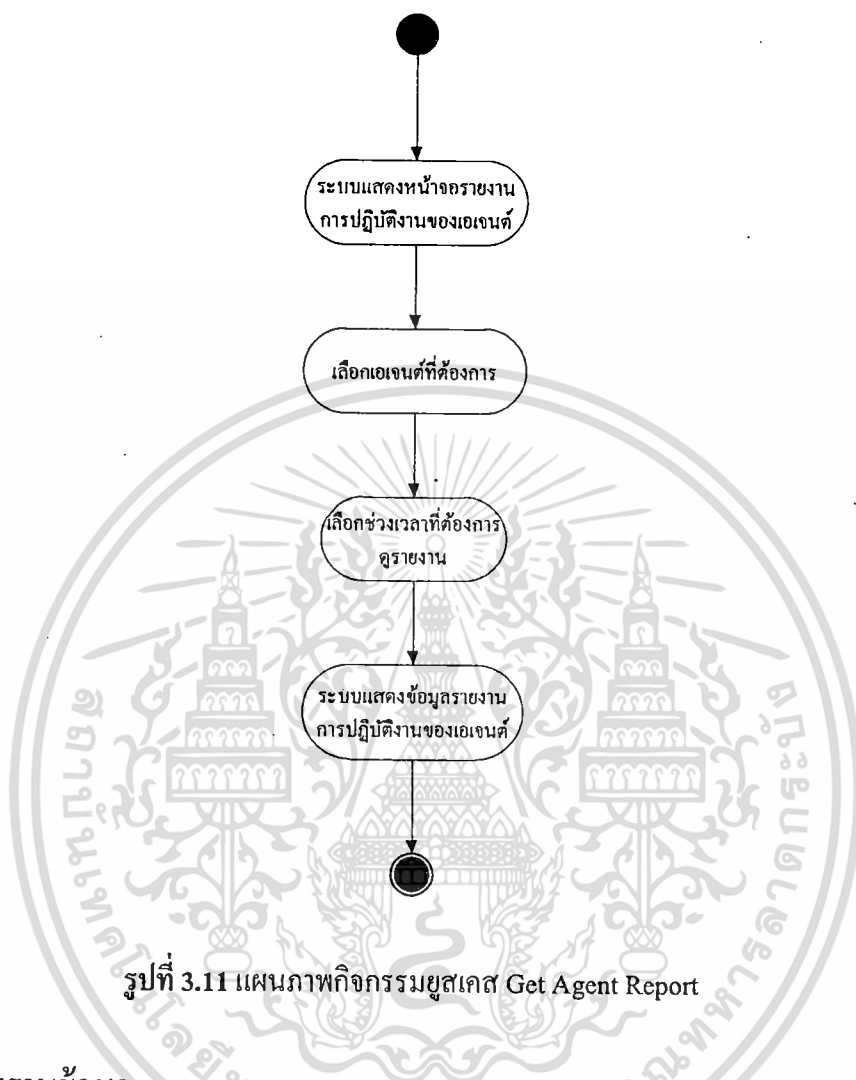 ระบบแสดงหน้าจอรายงาน
การปฏิบัติงานของเอเจนต์
เลือกเอเจนต์ที่ต้องการ
เลือกช่วงเวลาที่ต้องการ
ดูรายงาน
ระบบแสดงข้อมูลรายงาน
การปฏิบัติงานของเอเจนต์
รูปที่ 3.11 แผนภาพกิจกรรมยูสเคส Get Agent Report